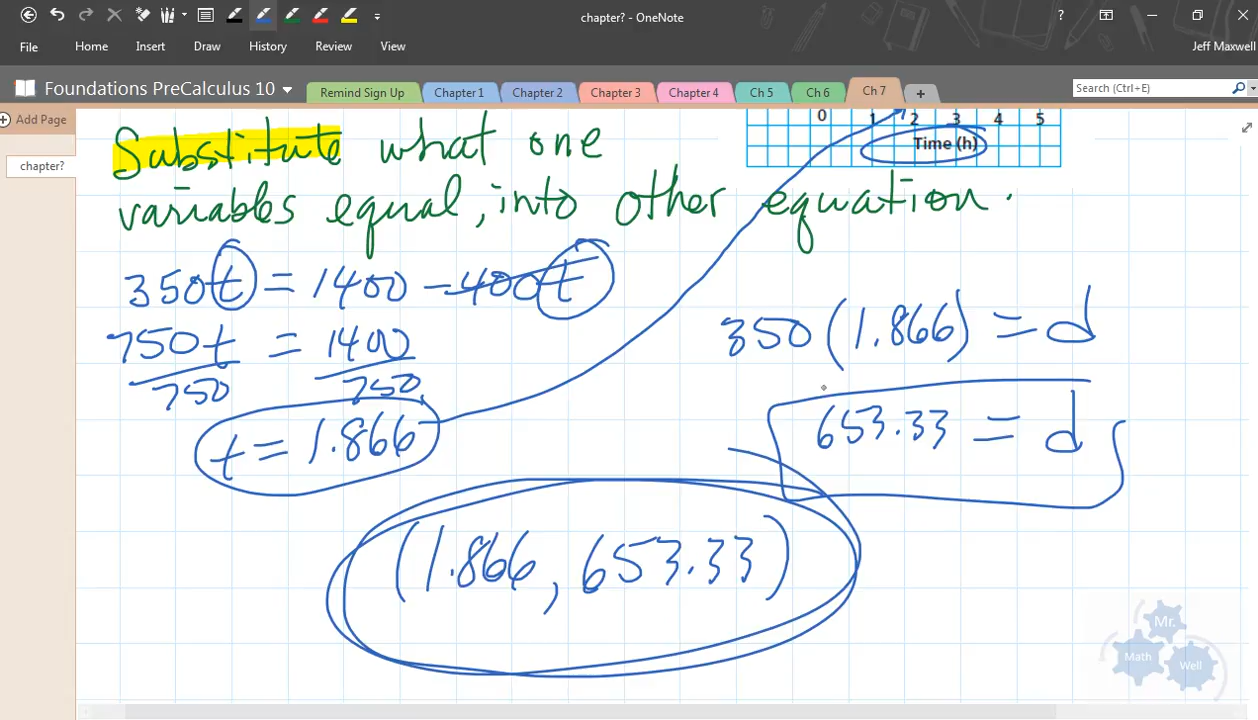 chapter? - OneNote
?
Jeff Maxwell
File Home Insert Draw History Review View
Foundations PreCalculus 10
Remind Sign Up Chapter 1 Chapter 2 Chapter 3 Chapter 4 Ch 5 Ch 6 Ch 7 +
Search (Ctrl+E)
Add Page
chapter?
0 1 2 3 4 5
Time (h)
Substitute what one
variables equal, into other equation.
350t = 1400 - 400t
750t = 1400
750 750
t = 1.866
350(1.866) = d
653.33 = d
(1.866, 653.33)
Mr.
Math Well